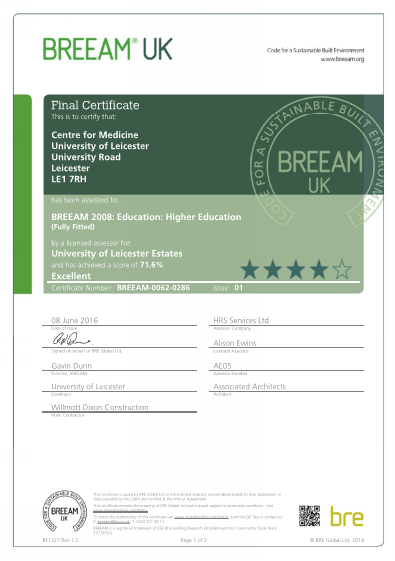 BREEAM® UK
Code for a Sustainable Built Environment
www.breeam.org
Final Certificate
This is to certify that:
Centre for Medicine
University of Leicester
University Road
Leicester
LE1 7RH
CODE FOR A SUSTAINABLE BUILT ENVIRONMENT
BREEAM
UK
has been assessed to:
BREEAM 2008: Education: Higher Education
(Fully Fitted)
by a licensed assessor for:
University of Leicester Estates
and has achieved a score of 71.6%
Excellent
Certificate Number: BREEAM-0062-0286 Issue: 01
08 June 2016
Date of Issue
HRS Services Ltd
Assessor Company
Signed on behalf of BRE Global Ltd.
Alison Ewins
Licensed Assessor
Gavin Dunn
Director, BREEAM
AE05
Assessor Number
University of Leicester
Developer
Associated Architects
Architect
Willmott Dixon Construction
Main Contractor
BREEAM
UK
bre
BF1227 Rev 1.2
Page 1 of 2
© BRE Global Ltd, 2014